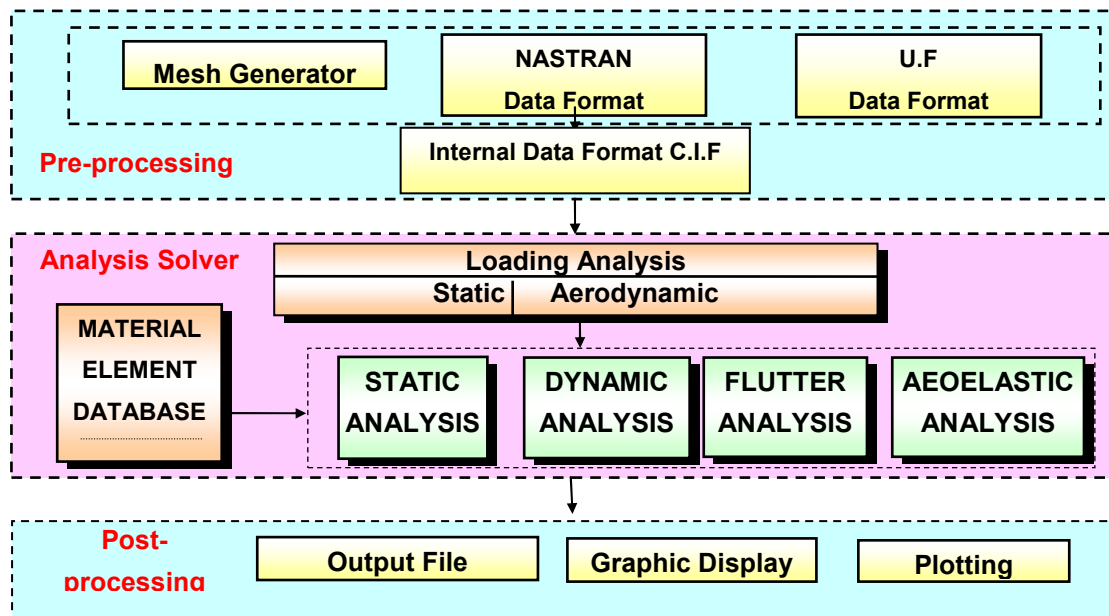 Mesh Generator
NASTRAN
Data Format
U.F
Data Format
Pre-processing
Internal Data Format C.I.F
Analysis Solver
Loading Analysis
Static
Aerodynamic
MATERIAL
ELEMENT
DATABASE
STATIC
ANALYSIS
DYNAMIC
ANALYSIS
FLUTTER
ANALYSIS
AEOELASTIC
ANALYSIS
Post-
processing
Output File
Graphic Display
Plotting